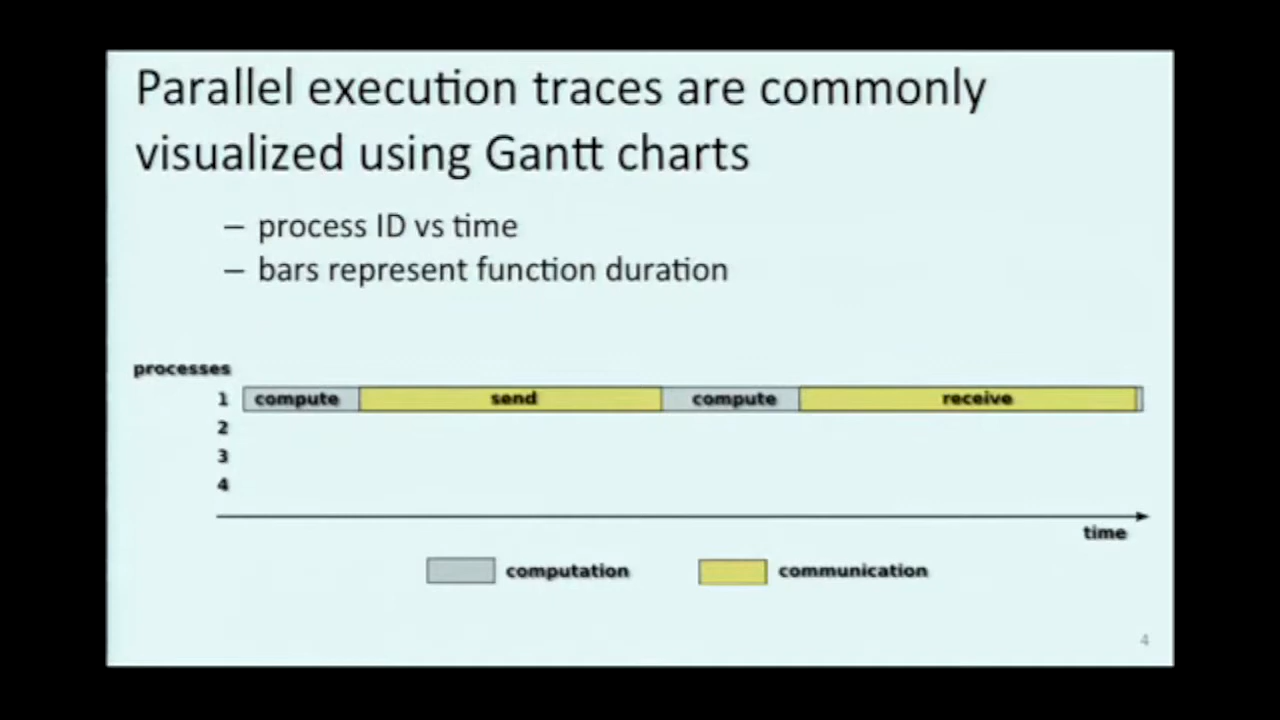 Parallel execution traces are commonly
visualized using Gantt charts
– process ID vs time
– bars represent function duration
processes
1 compute send compute receive
2
3
4
time
computation communication
4